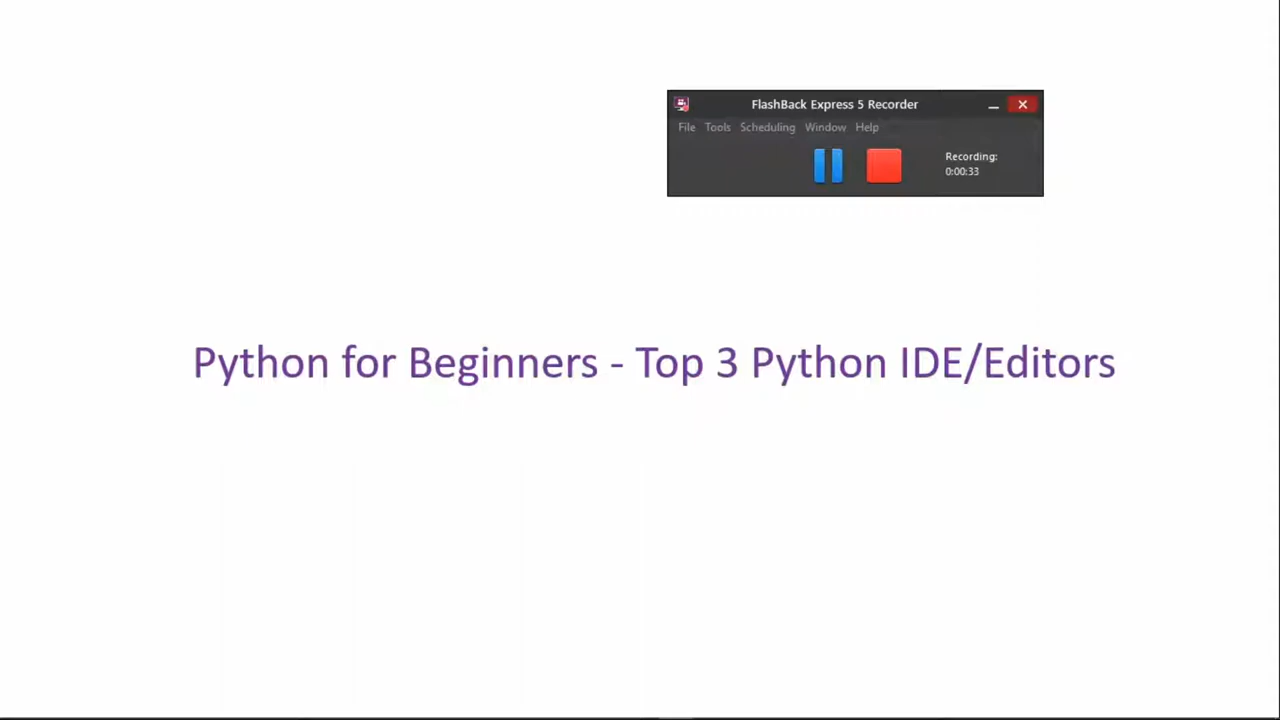 FlashBack Express 5 Recorder
File Tools Scheduling Window Help
Recording:
0:00:33
Python for Beginners - Top 3 Python IDE/Editors